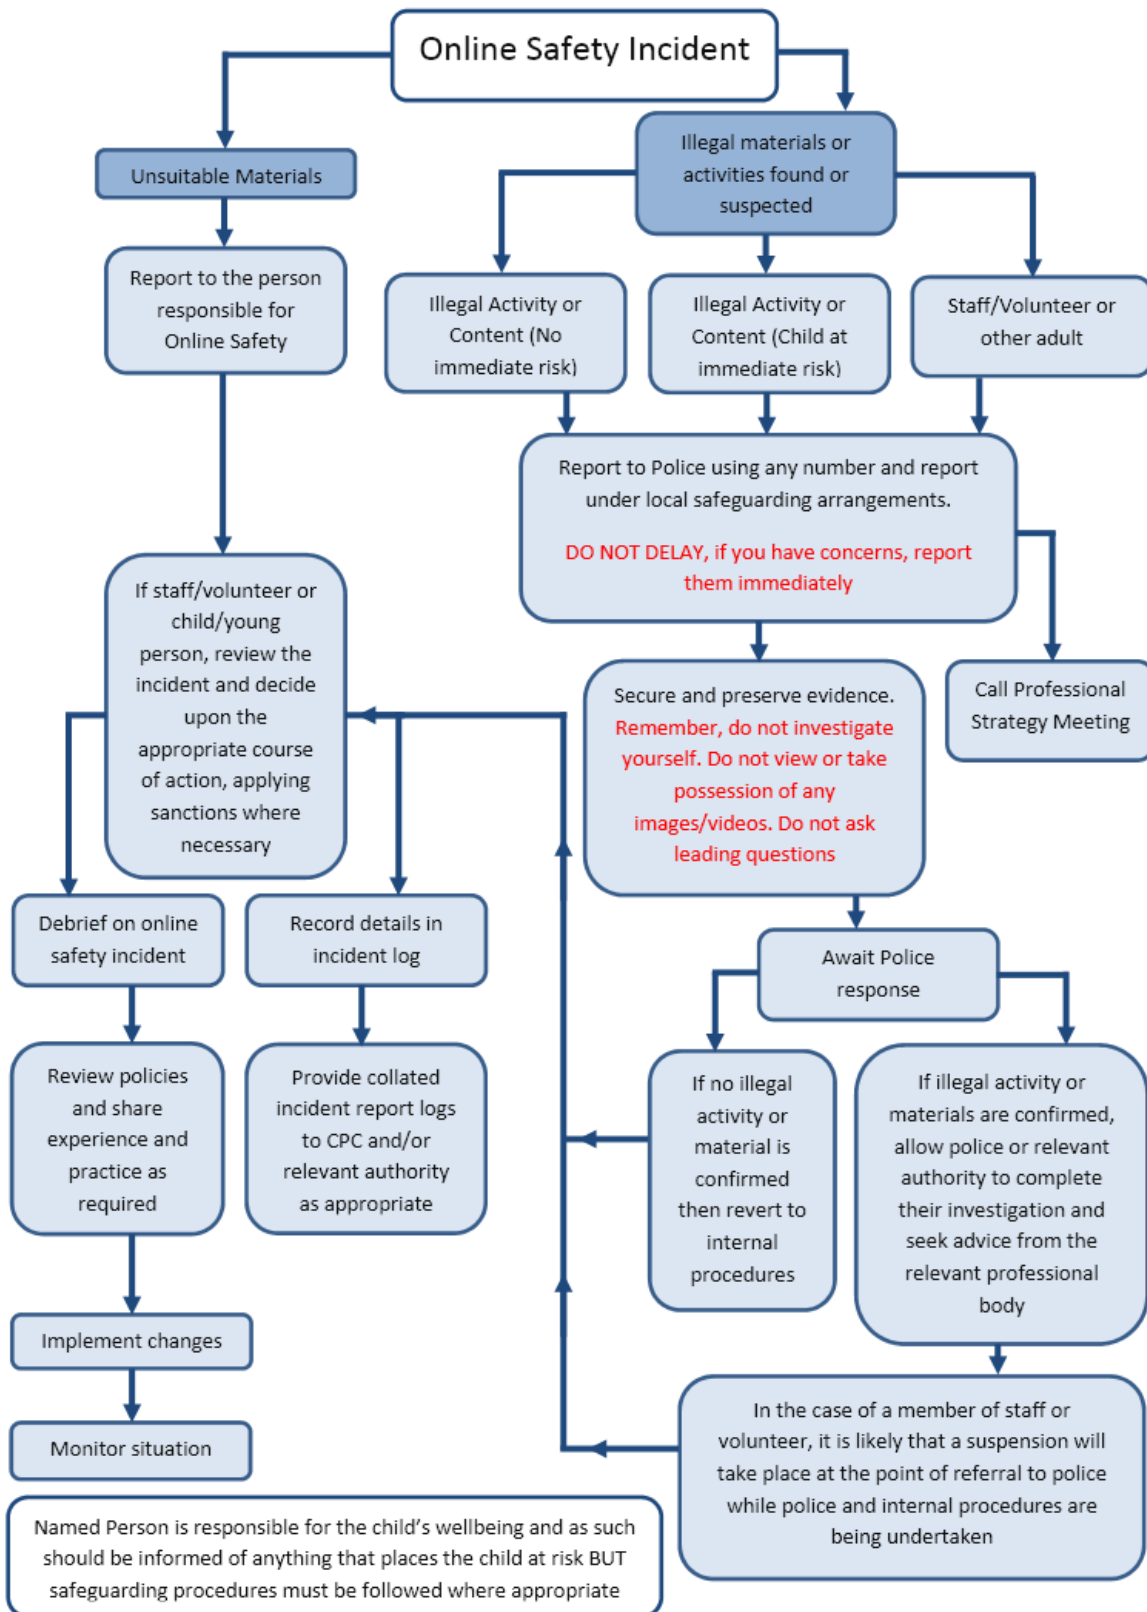 Online Safety Incident
Unsuitable Materials
Illegal materials or
activities found or
suspected
Report to the person
responsible for
Online Safety
Illegal Activity or
Content (No
immediate risk)
Illegal Activity or
Content (Child at
immediate risk)
Staff/Volunteer or
other adult
Report to Police using any number and report
under local safeguarding arrangements.
DO NOT DELAY, if you have concerns, report
them immediately
If staff/volunteer or
child/young
person, review the
incident and decide
upon the
appropriate course
of action, applying
sanctions where
necessary
Secure and preserve evidence.
Remember, do not investigate
yourself. Do not view or take
possession of any
images/videos. Do not ask
leading questions
Call Professional
Strategy Meeting
Debrief on online
safety incident
Record details in
incident log
Await Police
response
Review policies
and share
experience and
practice as
required
Provide collated
incident report logs
to CPC and/or
relevant authority
as appropriate
If no illegal
activity or
material is
confirmed
then revert to
internal
procedures
If illegal activity or
materials are confirmed,
allow police or relevant
authority to complete
their investigation and
seek advice from the
relevant professional
body
Implement changes
Monitor situation
In the case of a member of staff or
volunteer, it is likely that a suspension will
take place at the point of referral to police
while police and internal procedures are
being undertaken
Named Person is responsible for the child’s wellbeing and as such
should be informed of anything that places the child at risk BUT
safeguarding procedures must be followed where appropriate